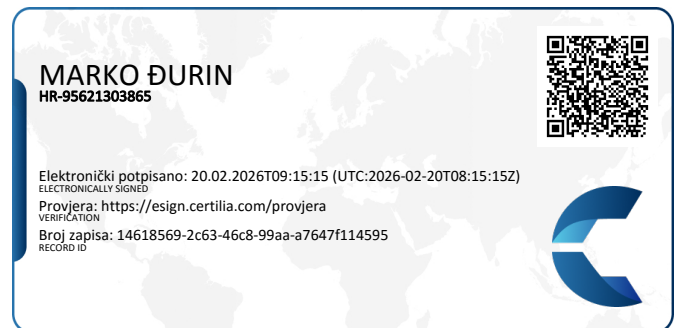 MARKO ĐURIN
HR-95621303865
Elektronički potpisano: 20.02.2026T09:15:15 (UTC:2026-02-20T08:15:15Z)
ELECTRONICALLY SIGNED
Provjera: https://esign.certilia.com/provjera
VERIFICATION
Broj zapisa: 14618569-2c63-46c8-99aa-a7647f114595
RECORD ID